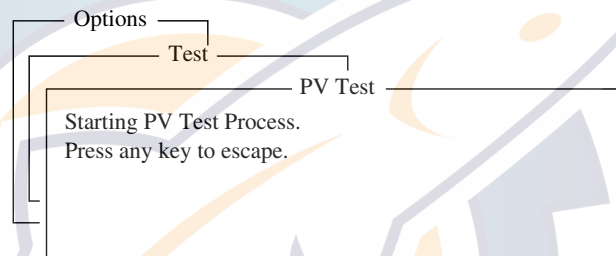 Options
Test
PV Test
Starting PV Test Process.
Press any key to escape.